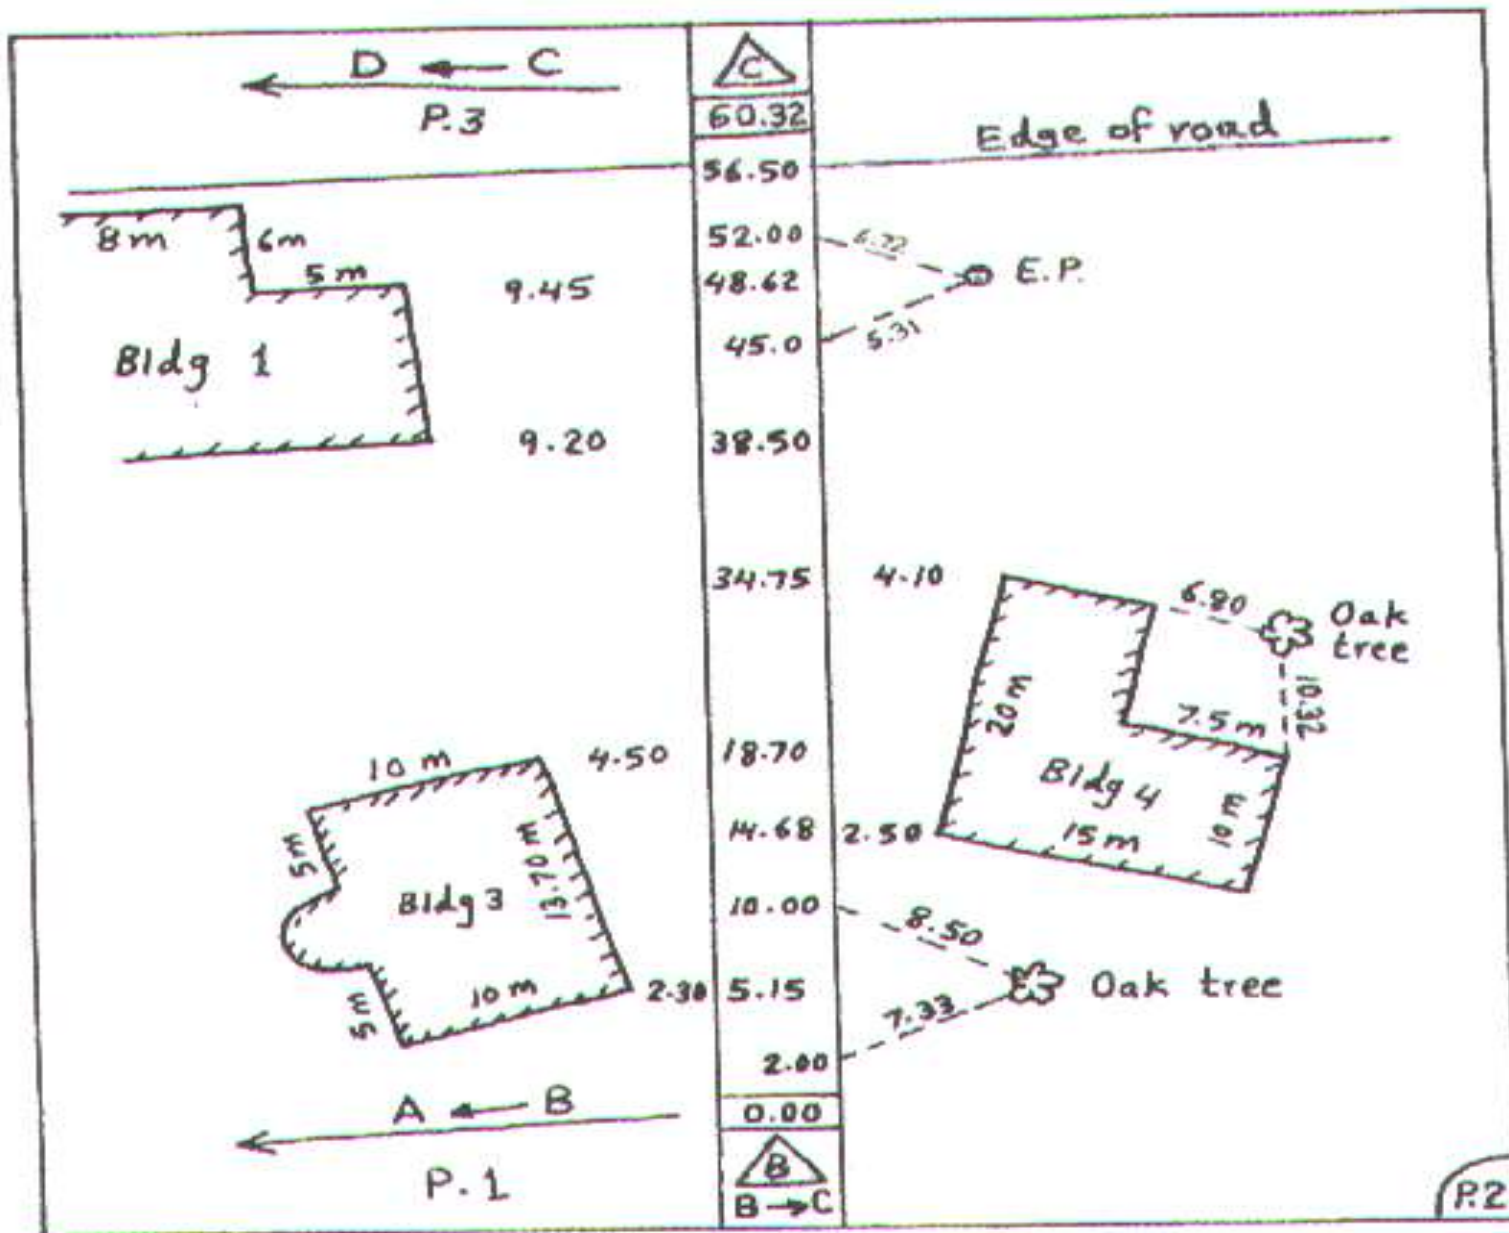 D ← C
P.3
C
60.32
Edge of road
56.50
8m
6m
5m
9.45
52.00
6.72
48.62
E.P.
45.0
5.31
Bldg 1
9.20
38.50
34.75
4.10
6.80
Oak
tree
20m
7.5 m
10.32
Bldg 4
15m
10 m
10 m
4.50
18.70
14.68
2.50
5m
Bldg 3
13.70 m
10.00
8.50
Oak tree
5m
10m
2.30
5.15
7.33
2.00
A ← B
P.1
0.00
B
B→C
P.2